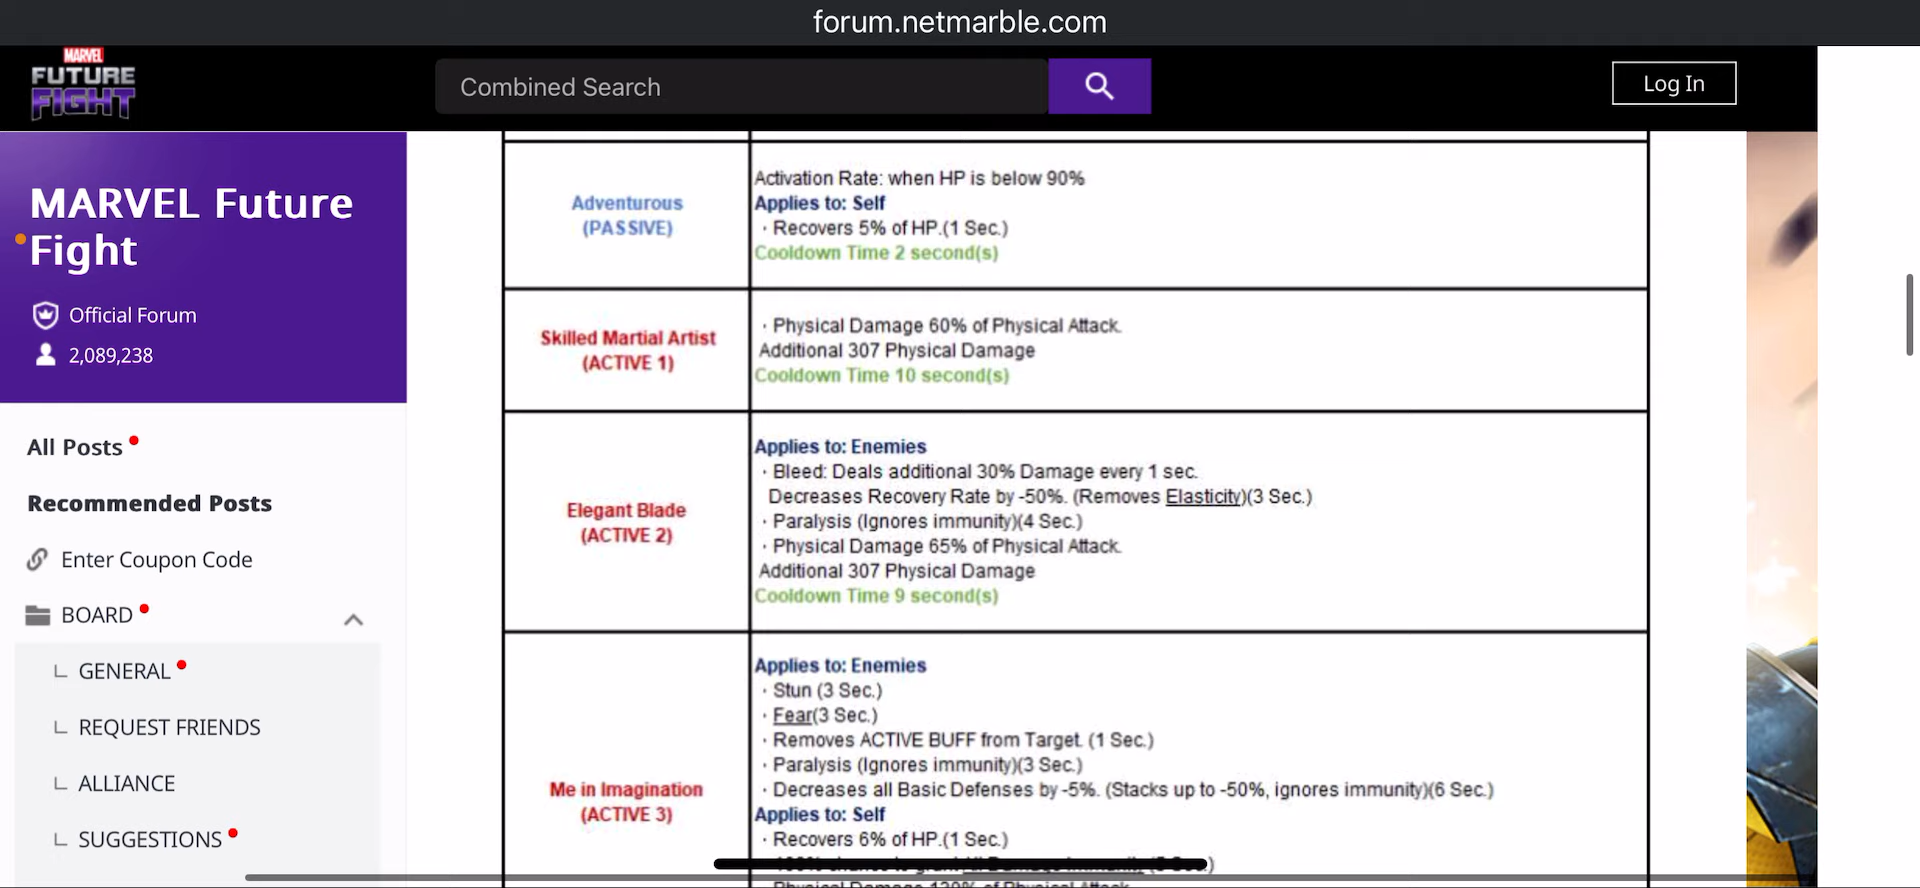 forum.netmarble.com
MARVEL
FUTURE
FIGHT
Combined Search
Log In
MARVEL Future
Fight
Official Forum
2,089,238
All Posts
Recommended Posts
Enter Coupon Code
BOARD
GENERAL
REQUEST FRIENDS
ALLIANCE
SUGGESTIONS
Adventurous
(PASSIVE)
Activation Rate: when HP is below 90%
Applies to: Self
· Recovers 5% of HP.(1 Sec.)
Cooldown Time 2 second(s)
Skilled Martial Artist
(ACTIVE 1)
· Physical Damage 60% of Physical Attack.
Additional 307 Physical Damage
Cooldown Time 10 second(s)
Elegant Blade
(ACTIVE 2)
Applies to: Enemies
· Bleed: Deals additional 30% Damage every 1 sec.
Decreases Recovery Rate by -50%. (Removes Elasticity)(3 Sec.)
· Paralysis (Ignores immunity)(4 Sec.)
· Physical Damage 65% of Physical Attack.
Additional 307 Physical Damage
Cooldown Time 9 second(s)
Me in Imagination
(ACTIVE 3)
Applies to: Enemies
· Stun (3 Sec.)
· Fear(3 Sec.)
· Removes ACTIVE BUFF from Target. (1 Sec.)
· Paralysis (Ignores immunity)(3 Sec.)
· Decreases all Basic Defenses by -5%. (Stacks up to -50%, ignores immunity)(6 Sec.)
Applies to: Self
· Recovers 6% of HP.(1 Sec.)